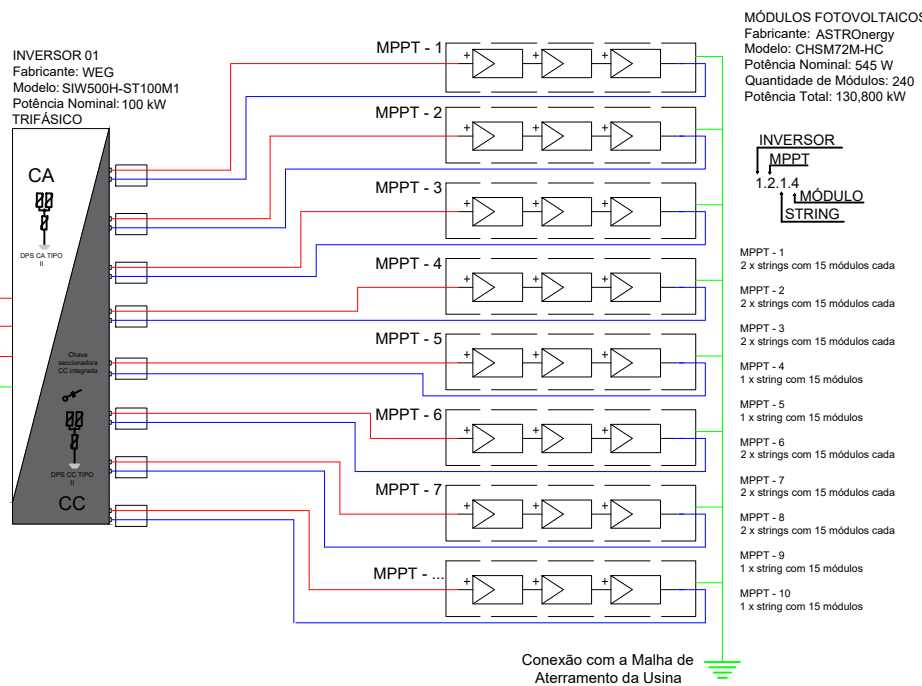 INVERSOR 01
Fabricante: WEG
Modelo: SIW500H-ST100M1
Potência Nominal: 100 kW
TRIFÁSICO
CA
DPS CA TIPO
II
Chave
seccionadora
CC integrada
DPS CC TIPO
II
CC
MPPT - 1
+
+
+
MPPT - 2
+
+
+
MPPT - 3
+
+
+
MPPT - 4
+
+
+
MPPT - 5
+
+
+
MPPT - 6
+
+
+
MPPT - 7
+
+
+
MPPT - ...
+
+
+
Conexão com a Malha de
Aterramento da Usina
MÓDULOS FOTOVOLTAICOS
Fabricante: ASTROnergy
Modelo: CHSM72M-HC
Potência Nominal: 545 W
Quantidade de Módulos: 240
Potência Total: 130,800 kW
INVERSOR
MPPT
1.2.1.4
MÓDULO
STRING
MPPT - 1
2 x strings com 15 módulos cada
MPPT - 2
2 x strings com 15 módulos cada
MPPT - 3
2 x strings com 15 módulos cada
MPPT - 4
1 x string com 15 módulos
MPPT - 5
1 x string com 15 módulos
MPPT - 6
2 x strings com 15 módulos cada
MPPT - 7
2 x strings com 15 módulos cada
MPPT - 8
2 x strings com 15 módulos cada
MPPT - 9
1 x string com 15 módulos
MPPT - 10
1 x string com 15 módulos